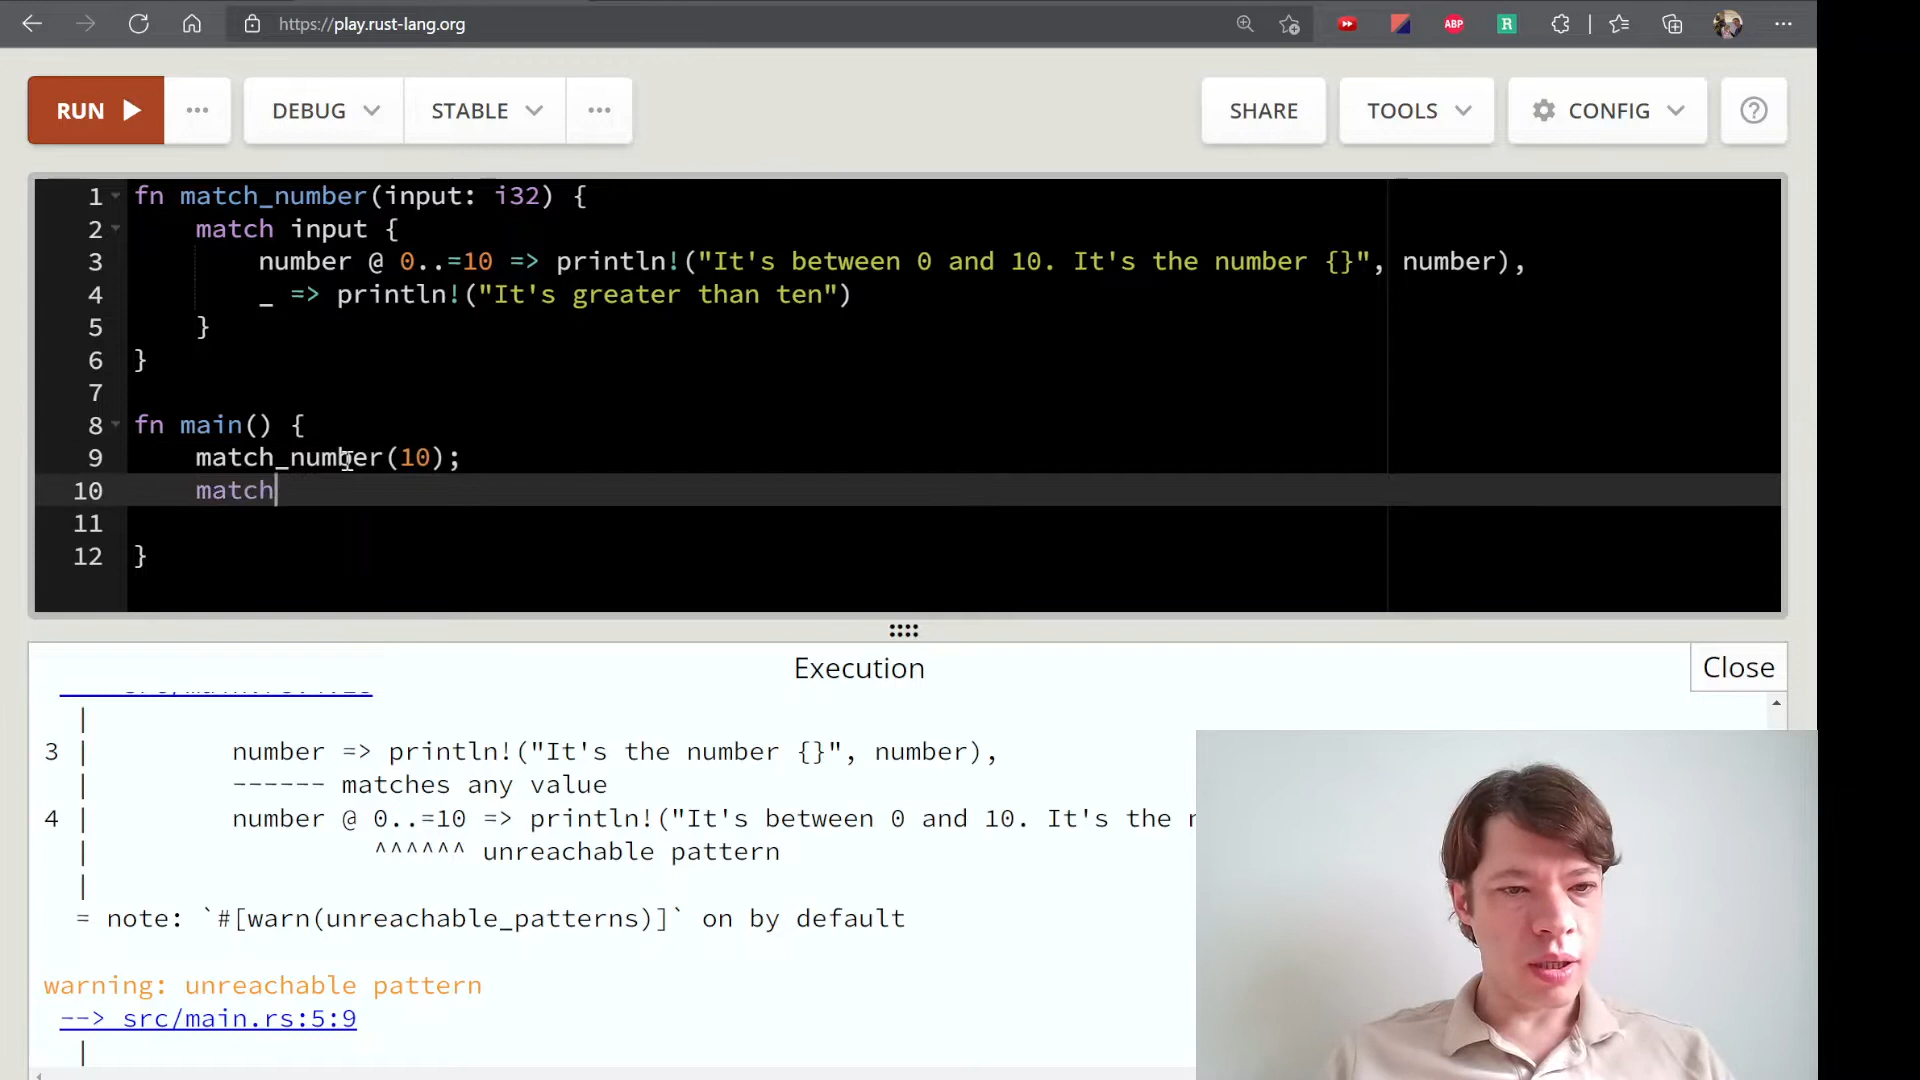 https://play.rust-lang.org
ABP
R
RUN
DEBUG
STABLE
SHARE
TOOLS
CONFIG
1 fn match_number(input: i32) {
2 match input {
3 number @ 0..=10 => println!("It's between 0 and 10. It's the number {}", number),
4 _ => println!("It's greater than ten")
5 }
6 }
7
8 fn main() {
9 match_number(10);
10 match
11
12 }
Execution
Close
|
3 | number => println!("It's the number {}", number),
| ------ matches any value
4 | number @ 0..=10 => println!("It's between 0 and 10. It's the n
| ^^^^^^ unreachable pattern
|
= note: `#[warn(unreachable_patterns)]` on by default
warning: unreachable pattern
--> src/main.rs:5:9
|